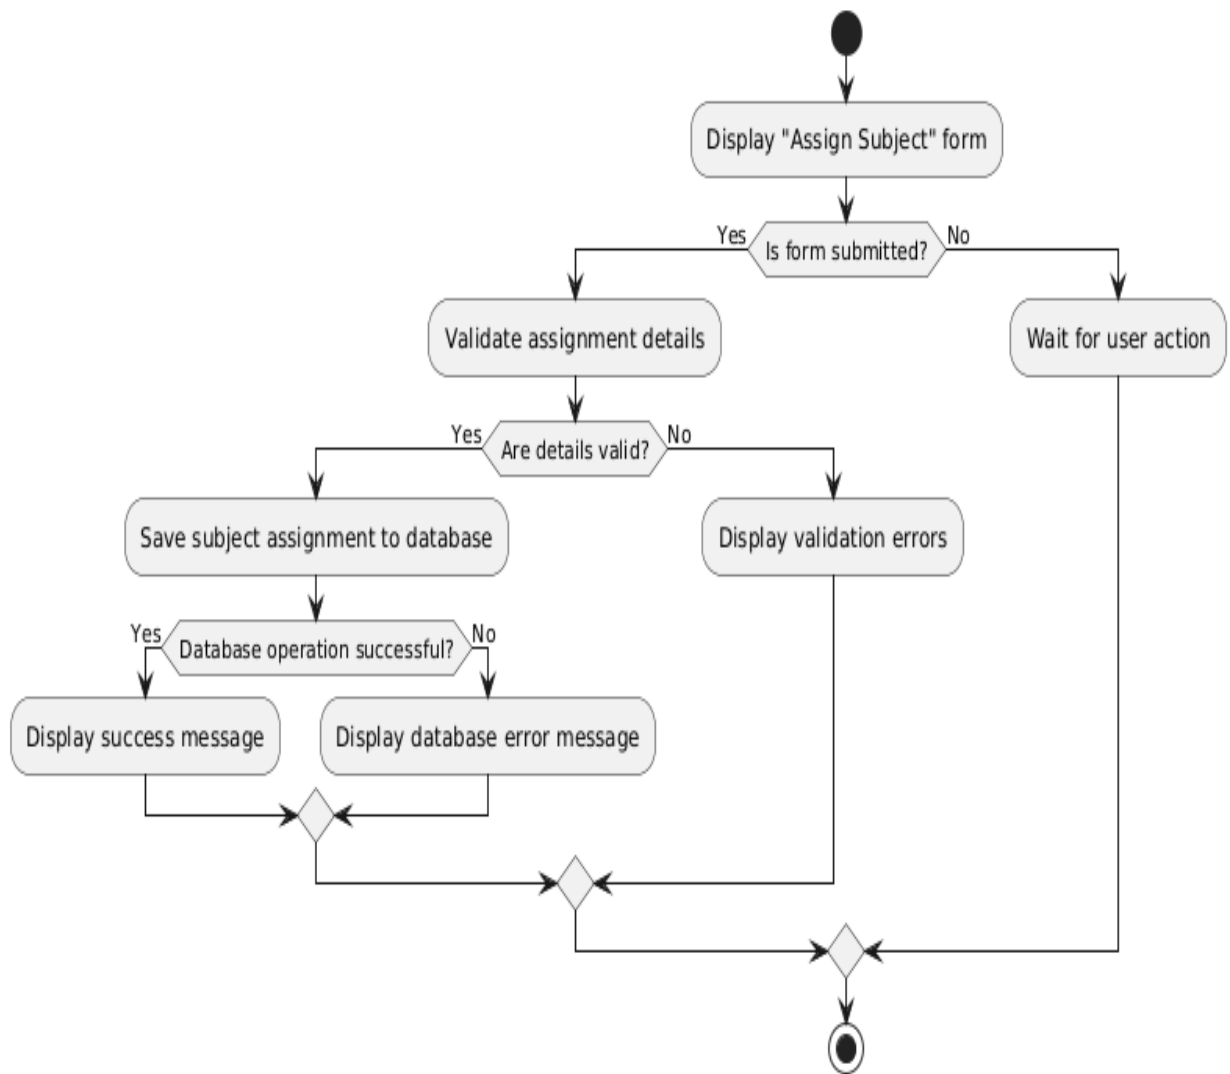 Display "Assign Subject" form
Yes
Is form submitted?
No
Validate assignment details
Wait for user action
Yes
Are details valid?
No
Save subject assignment to database
Display validation errors
Yes
Database operation successful?
No
Display success message
Display database error message